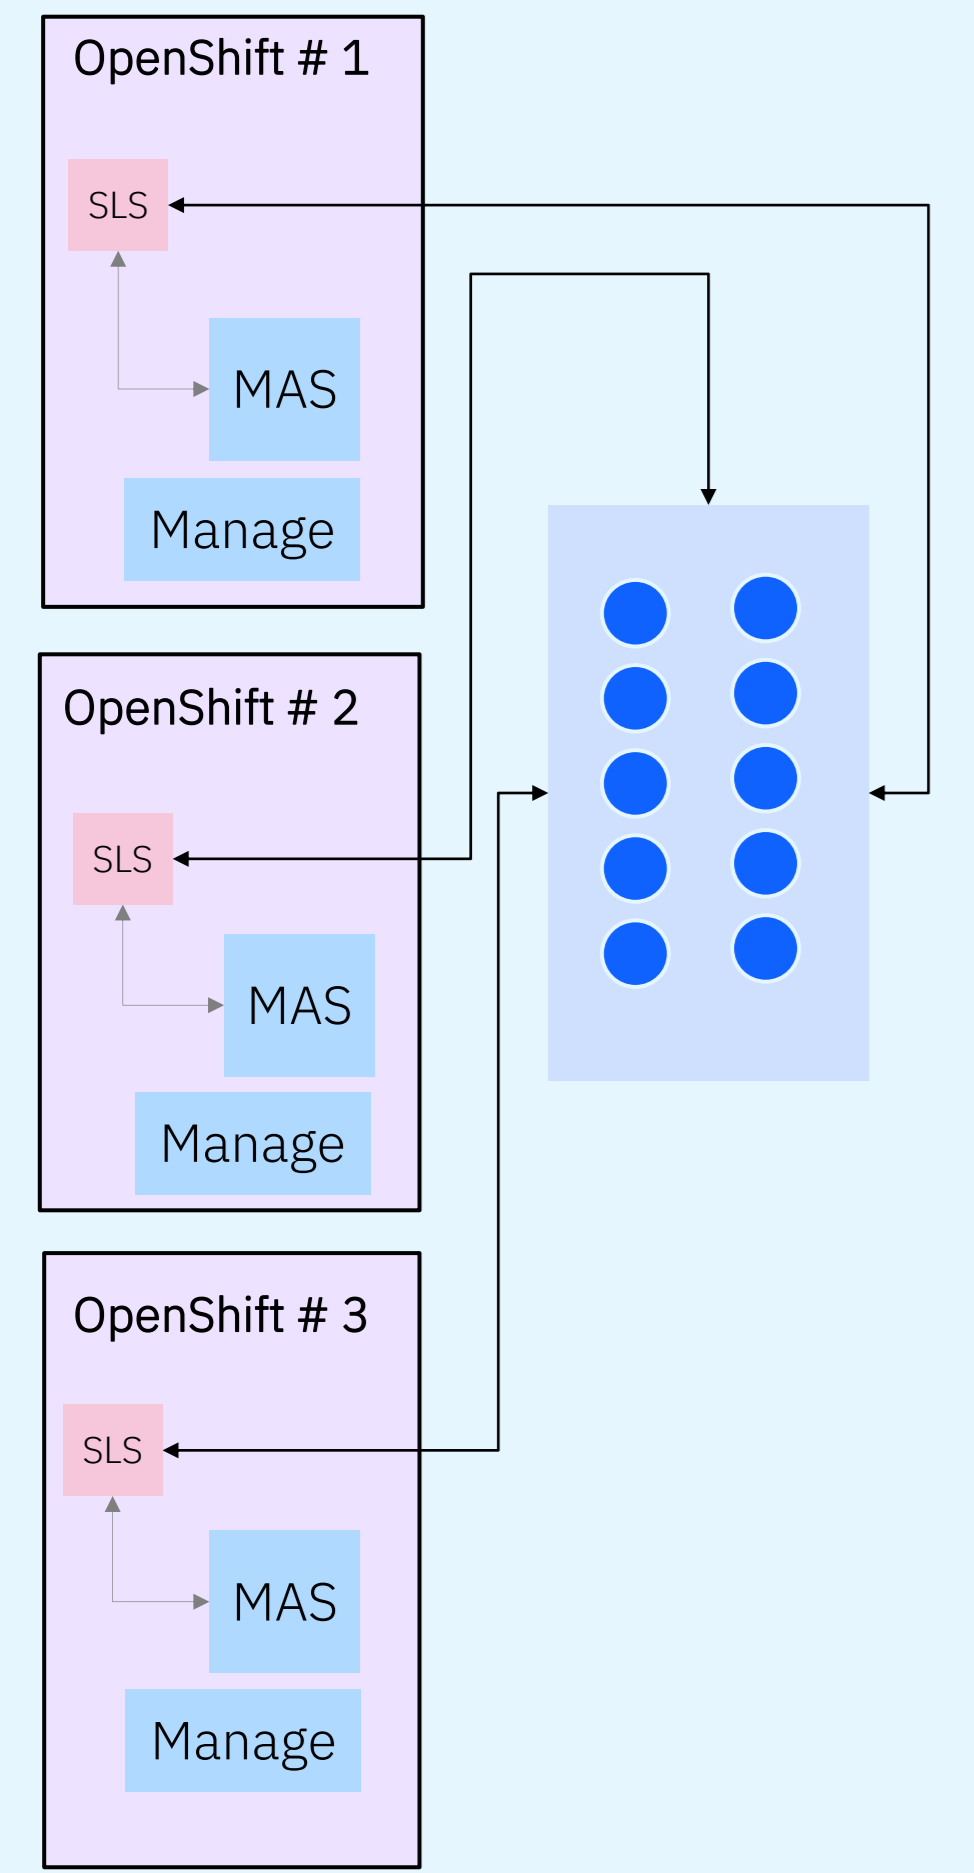 OpenShift # 1
SLS
MAS
Manage
OpenShift # 2
SLS
MAS
Manage
OpenShift # 3
SLS
MAS
Manage